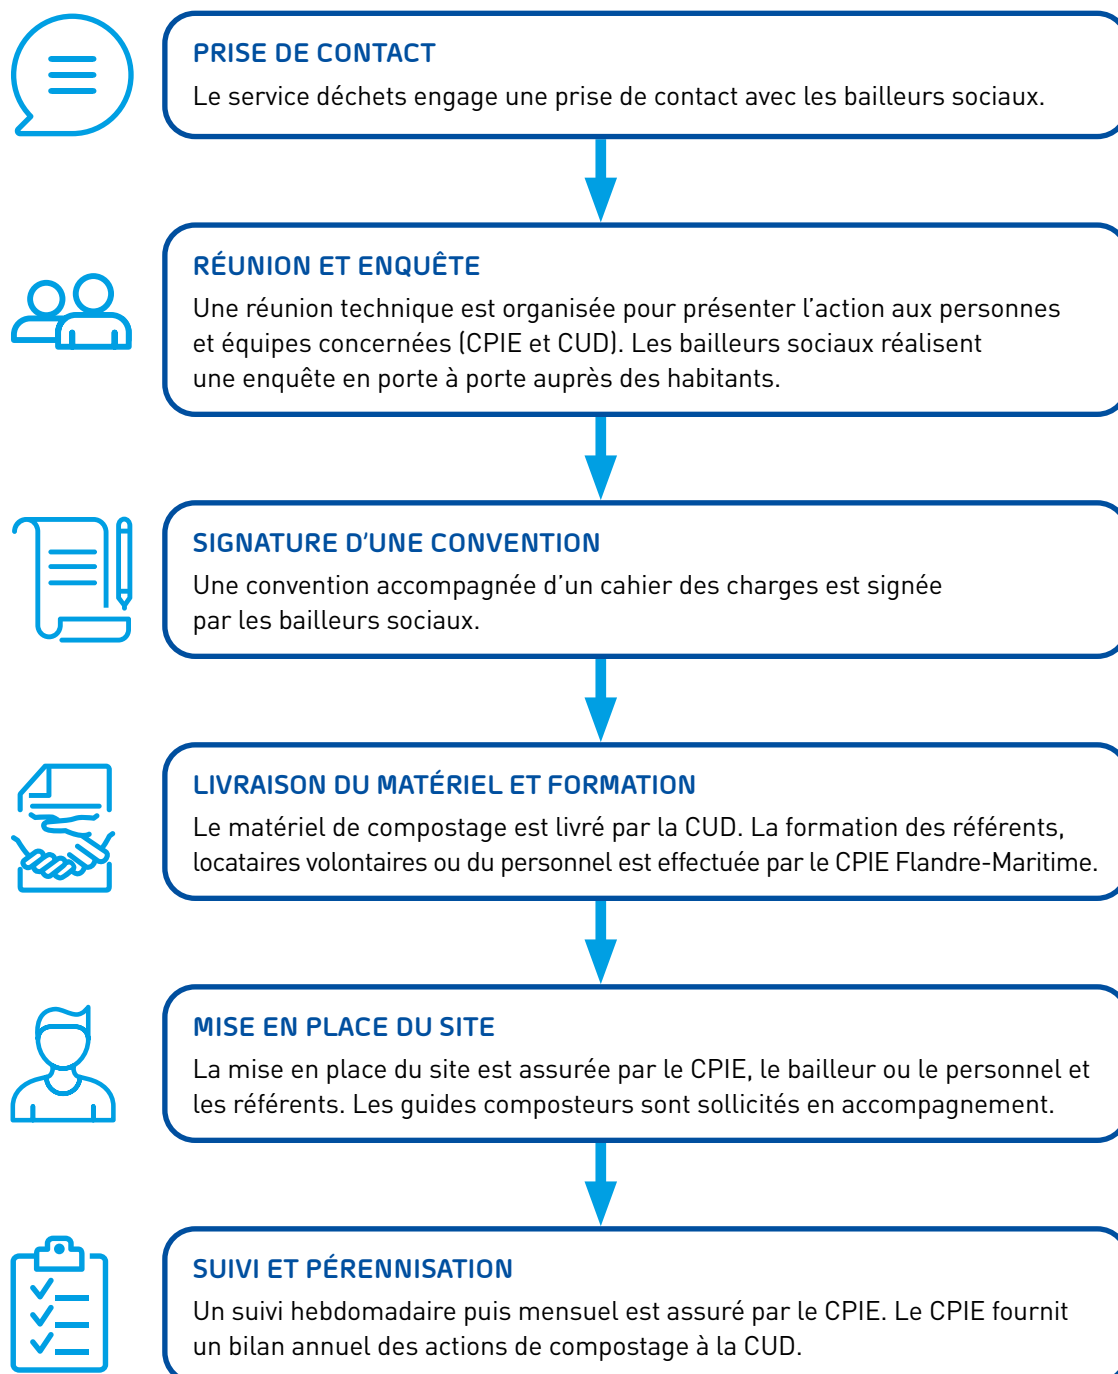 PRISE DE CONTACT
Le service déchets engage une prise de contact avec les bailleurs sociaux.
RÉUNION ET ENQUÊTE
Une réunion technique est organisée pour présenter l’action aux personnes
et équipes concernées (CPIE et CUD). Les bailleurs sociaux réalisent
une enquête en porte à porte auprès des habitants.
SIGNATURE D’UNE CONVENTION
Une convention accompagnée d’un cahier des charges est signée
par les bailleurs sociaux.
LIVRAISON DU MATÉRIEL ET FORMATION
Le matériel de compostage est livré par la CUD. La formation des référents,
locataires volontaires ou du personnel est effectuée par le CPIE Flandre-Maritime.
MISE EN PLACE DU SITE
La mise en place du site est assurée par le CPIE, le bailleur ou le personnel et
les référents. Les guides composteurs sont sollicités en accompagnement.
SUIVI ET PÉRENNISATION
Un suivi hebdomadaire puis mensuel est assuré par le CPIE. Le CPIE fournit
un bilan annuel des actions de compostage à la CUD.